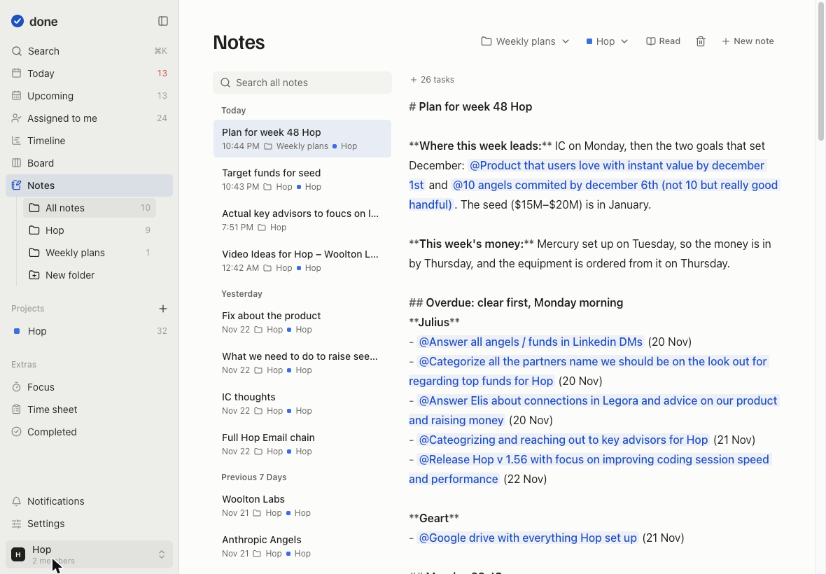 done
Search ⌘K
Today 13
Upcoming 13
Assigned to me 24
Timeline
Board
Notes
All notes 10
Hop 9
Weekly plans 1
New folder
Projects +
Hop 32
Extras
Focus
Time sheet
Completed
Notifications
Settings
H Hop
2 members
Notes
Weekly plans
Hop
Read
+ New note
Search all notes
Today
Plan for week 48 Hop
10:44 PM Weekly plans Hop
Target funds for seed
10:43 PM Hop Hop
Actual key advisors to foucs on l...
7:51 PM Hop
Video Ideas for Hop – Woolton L...
12:42 AM Hop Hop
Yesterday
Fix about the product
Nov 22 Hop Hop
What we need to do to raise see...
Nov 22 Hop Hop
IC thoughts
Nov 22 Hop Hop
Full Hop Email chain
Nov 22 Hop Hop
Previous 7 Days
Woolton Labs
Nov 21 Hop Hop
Anthropic Angels
Nov 21 Hop Hop
+ 26 tasks
# Plan for week 48 Hop
**Where this week leads:** IC on Monday, then the two goals that set
December: @Product that users love with instant value by december
1st and @10 angels commited by december 6th (not 10 but really good
handful) . The seed ($15M–$20M) is in January.
**This week's money:** Mercury set up on Tuesday, so the money is in
by Thursday, and the equipment is ordered from it on Thursday.
## Overdue: clear first, Monday morning
**Julius**
- @Answer all angels / funds in Linkedin DMs (20 Nov)
- @Categorize all the partners name we should be on the look out for
regarding top funds for Hop (20 Nov)
- @Answer Elis about connections in Legora and advice on our product
and raising money (20 Nov)
- @Cateogrizing and reaching out to key advisors for Hop (21 Nov)
- @Release Hop v 1.56 with focus on improving coding session speed
and performance (22 Nov)
**Geart**
- @Google drive with everything Hop set up (21 Nov)